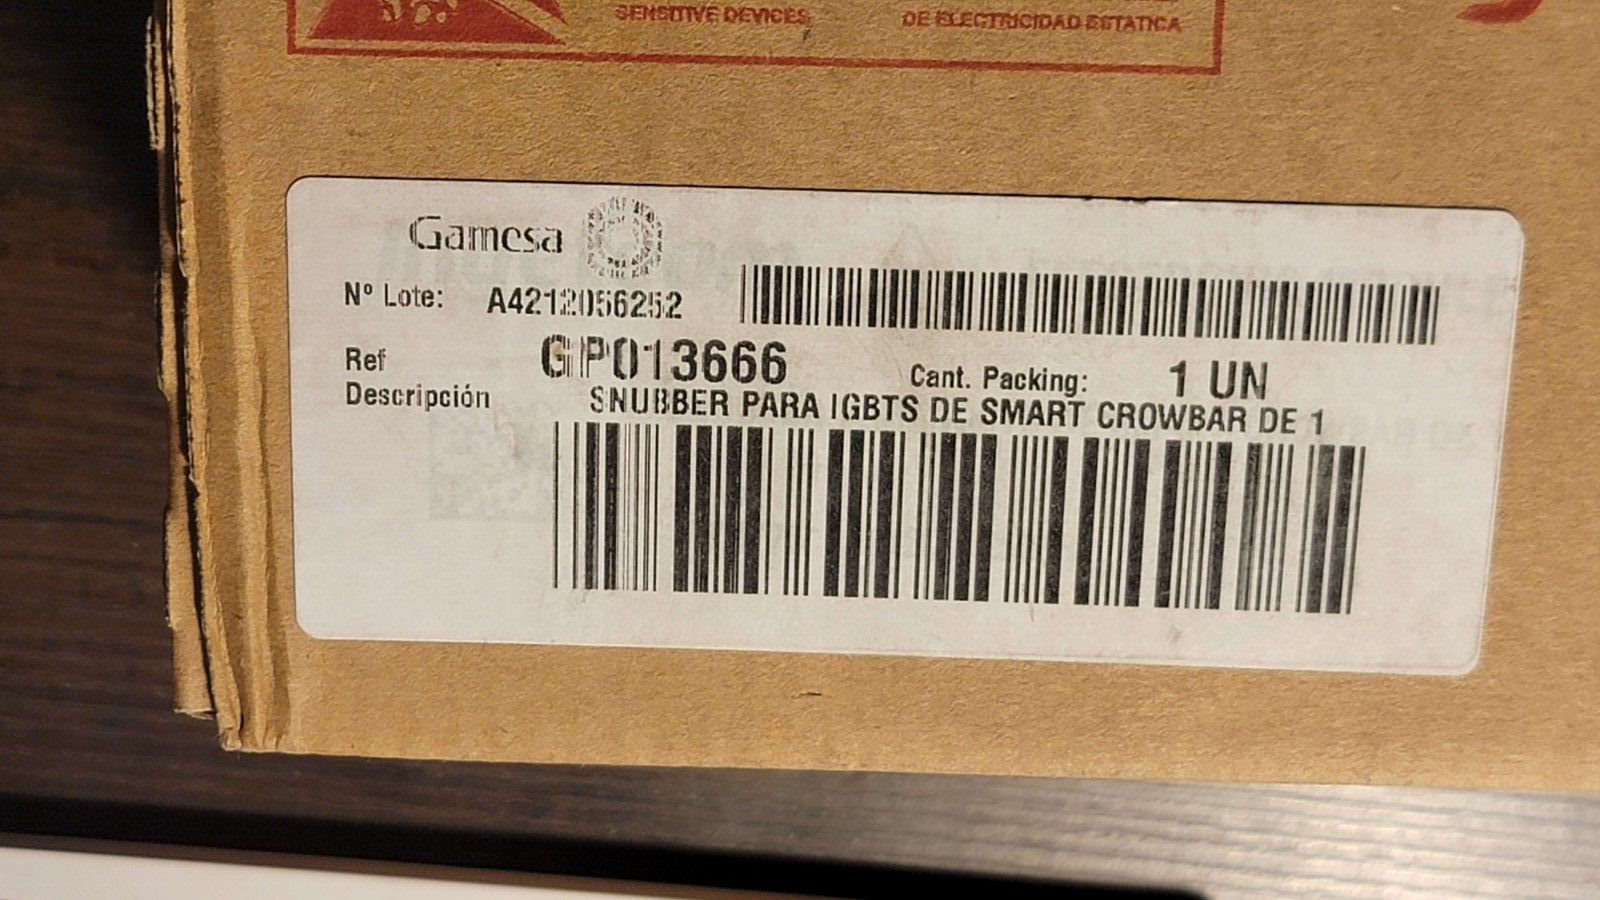 SENSITIVE DEVICES
DE ELECTRICIDAD ESTATICA
Gamesa
Nº Lote: A4212056252
Ref GP013666 Cant. Packing: 1 UN
Descripción SNUBBER PARA IGBTS DE SMART CROWBAR DE 1